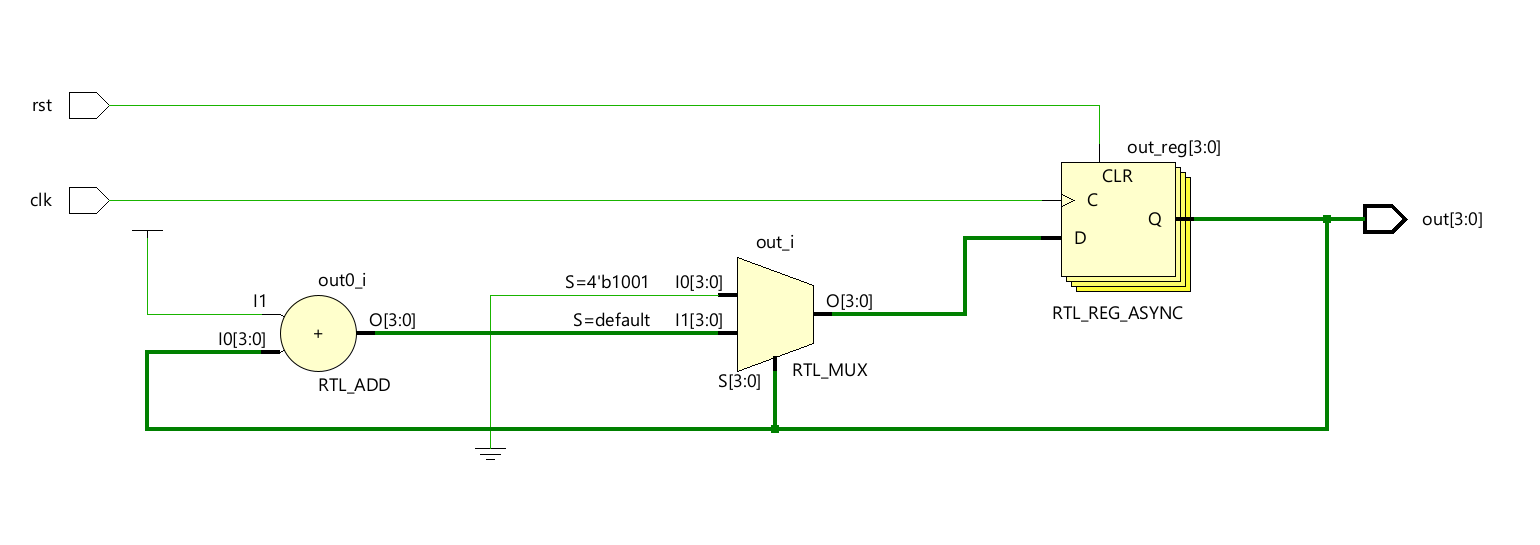 rst
out_reg[3:0]
CLR
clk
C
Q
out[3:0]
D
out_i
out0_i
S=4'b1001
I0[3:0]
I1
O[3:0]
RTL_REG_ASYNC
O[3:0]
S=default
I1[3:0]
+
I0[3:0]
RTL_MUX
S[3:0]
RTL_ADD